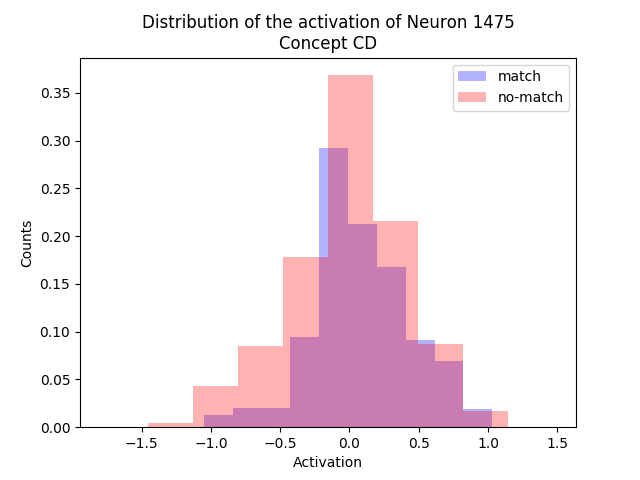 Distribution of the activation of Neuron 1475
Concept CD
match
no-match
Counts
0.35
0.30
0.25
0.20
0.15
0.10
0.05
0.00
−1.5
−1.0
−0.5
0.0
0.5
1.0
1.5
Activation